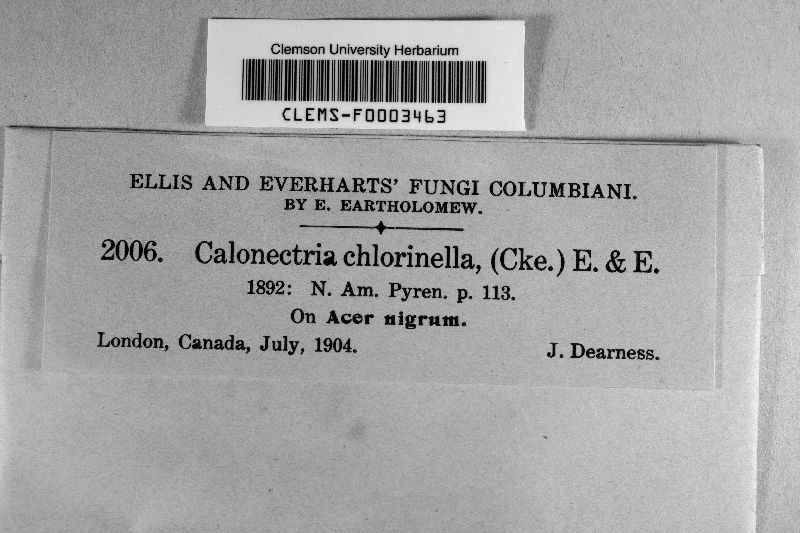 Clemson University Herbarium
CLEMS-F0003463
ELLIS AND EVERHARTS' FUNGI COLUMBIANI.
BY E. EARTHOLOMEW.
2006. Calonectria chlorinella, (Cke.) E. & E.
1892: N. Am. Pyren. p. 113.
On Acer nigrum.
London, Canada, July, 1904. J. Dearness.